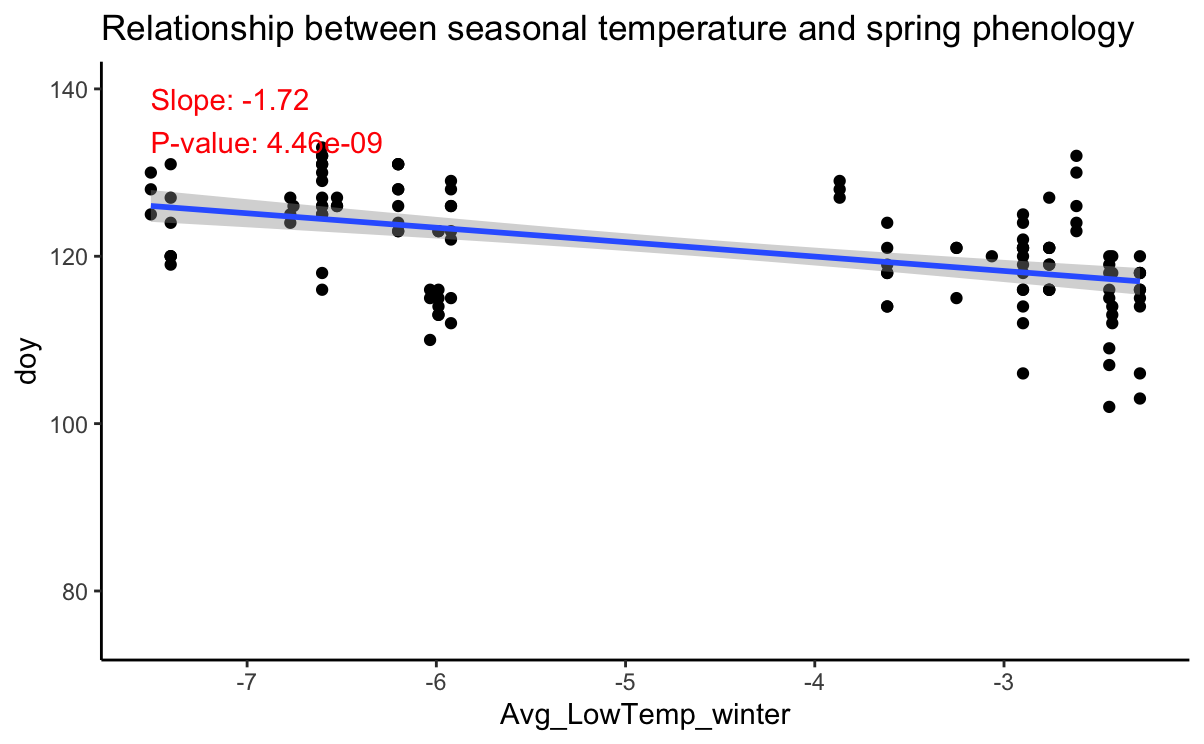 Relationship between seasonal temperature and spring phenology
Slope: -1.72
P-value: 4.46e-09
140
120
100
80
doy
-7 -6 -5 -4 -3
Avg_LowTemp_winter